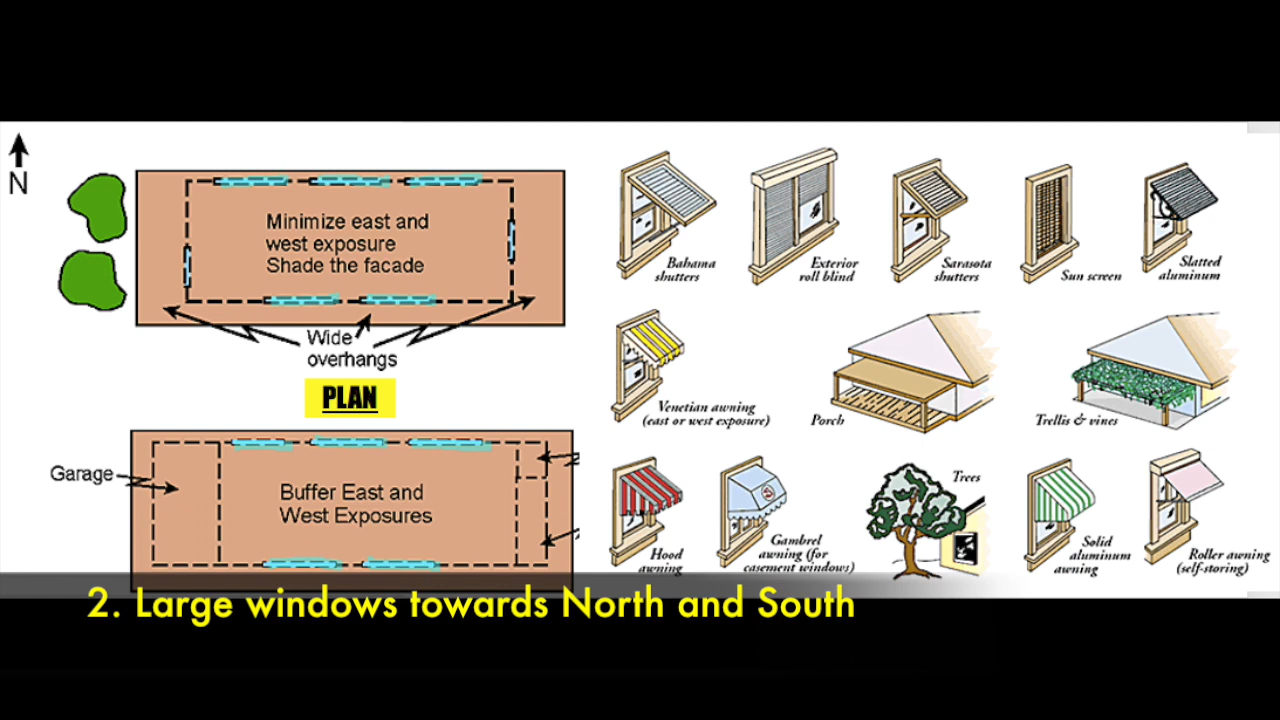 N
Minimize east and
west exposure
Shade the facade
Wide
overhangs
PLAN
Garage
Buffer East and
West Exposures
Bahama
shutters
Exterior
roll blind
Sarasota
shutters
Sun screen
Slatted
aluminum
Venetian awning
(east or west exposure)
Porch
Trellis & vines
Hood
awning
Gambrel
awning (for
casement windows)
Trees
Solid
aluminum
awning
Roller awning
(self-storing)
2. Large windows towards North and South